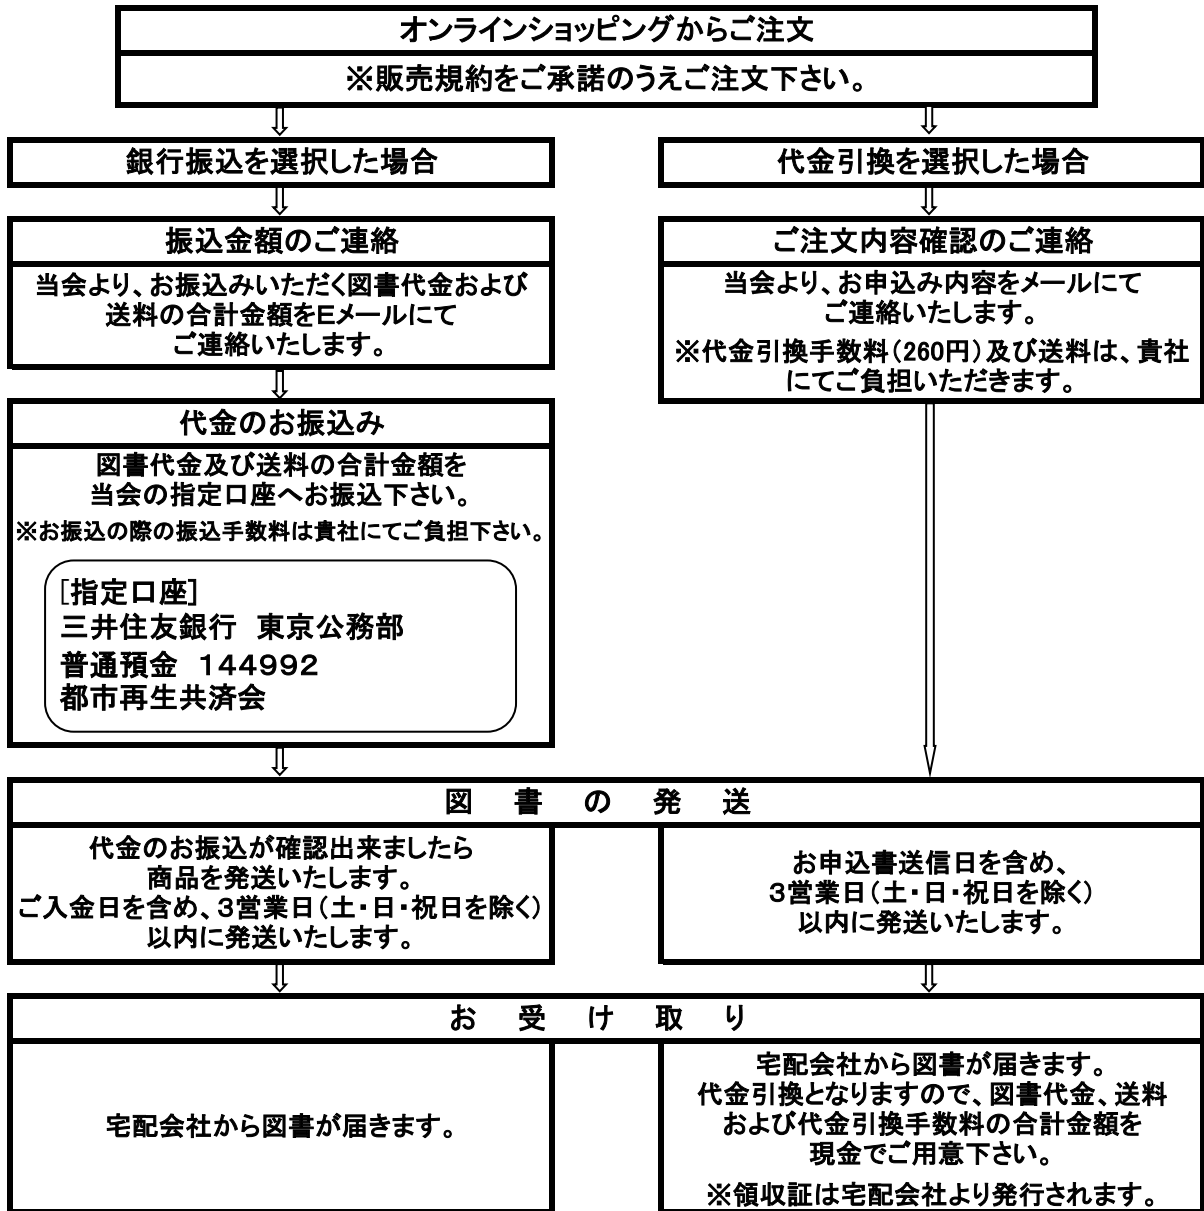 オンラインショッピングからご注文
※販売規約をご承諾のうえご注文下さい。
銀行振込を選択した場合
振込金額のご連絡
当会より、お振込みいただく図書代金および
送料の合計金額をEメールにて
ご連絡いたします。
代金のお振込み
図書代金及び送料の合計金額を
当会の指定口座へお振込下さい。
※お振込の際の振込手数料は貴社にてご負担下さい。
[指定口座]
三井住友銀行　東京公務部
普通預金　144992
都市再生共済会
代金引換を選択した場合
ご注文内容確認のご連絡
当会より、お申込み内容をメールにて
ご連絡いたします。
※代金引換手数料(260円)及び送料は、貴社
にてご負担いただきます。
図　書　の　発　送
代金のお振込が確認出来ましたら
商品を発送いたします。
ご入金日を含め、3営業日(土・日・祝日を除く)
以内に発送いたします。
お申込書送信日を含め、
3営業日(土・日・祝日を除く)
以内に発送いたします。
お　受　け　取　り
宅配会社から図書が届きます。
宅配会社から図書が届きます。
代金引換となりますので、図書代金、送料
および代金引換手数料の合計金額を
現金でご用意下さい。
※領収証は宅配会社より発行されます。